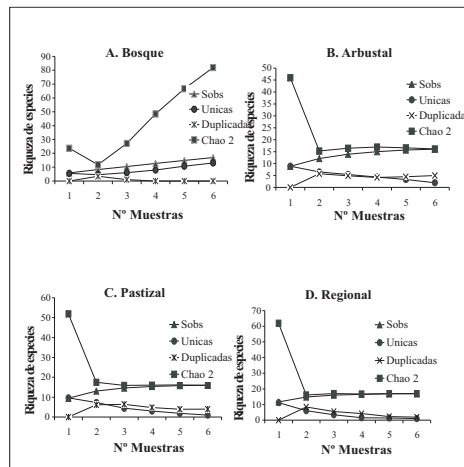 A. Bosque
Riqueza de especies
90
80
70
60
50
40
30
20
10
0
1 2 3 4 5 6
Nº Muestras
Sobs
Unicas
Duplicadas
Chao 2
B. Arbustal
Riqueza de especies
50
45
40
35
30
25
20
15
10
5
0
1 2 3 4 5 6
Nº Muestras
Sobs
Unicas
Duplicadas
Chao 2
C. Pastizal
Riqueza de especies
60
50
40
30
20
10
0
1 2 3 4 5 6
Nº Muestras
Sobs
Unicas
Duplicadas
Chao 2
D. Regional
Riqueza de especies
70
60
50
40
30
20
10
0
1 2 3 4 5 6
Nº Muestras
Sobs
Unicas
Duplicadas
Chao 2